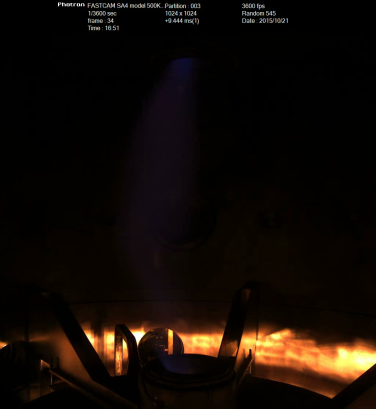 Photron FASTCAM SA4 model 500K... Partition : 003 3600 fps
1/3600 sec 1024 x 1024 Random 545
frame : 34 +9.444 ms(1) Date : 2015/10/21
Time : 16:51